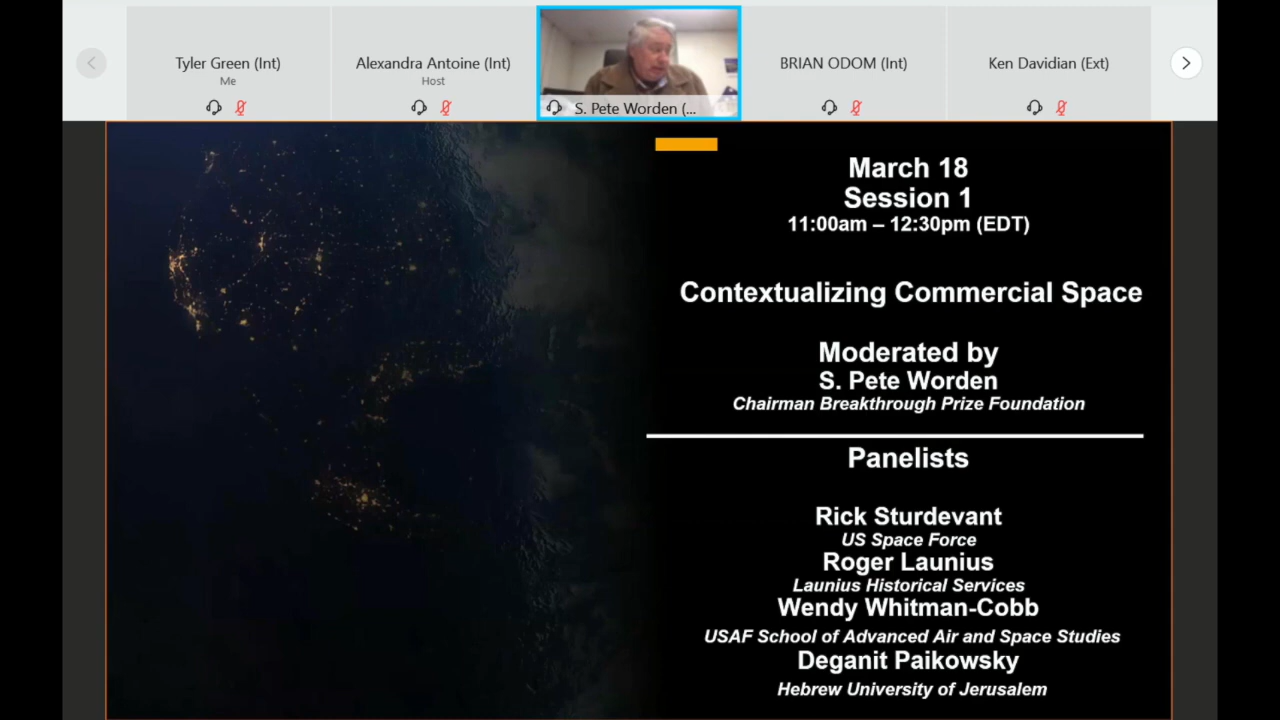 Tyler Green (Int)
Me
Alexandra Antoine (Int)
Host
S. Pete Worden (...
BRIAN ODOM (Int)
Ken Davidian (Ext)
March 18
Session 1
11:00am – 12:30pm (EDT)
Contextualizing Commercial Space
Moderated by
S. Pete Worden
Chairman Breakthrough Prize Foundation
Panelists
Rick Sturdevant
US Space Force
Roger Launius
Launius Historical Services
Wendy Whitman-Cobb
USAF School of Advanced Air and Space Studies
Deganit Paikowsky
Hebrew University of Jerusalem